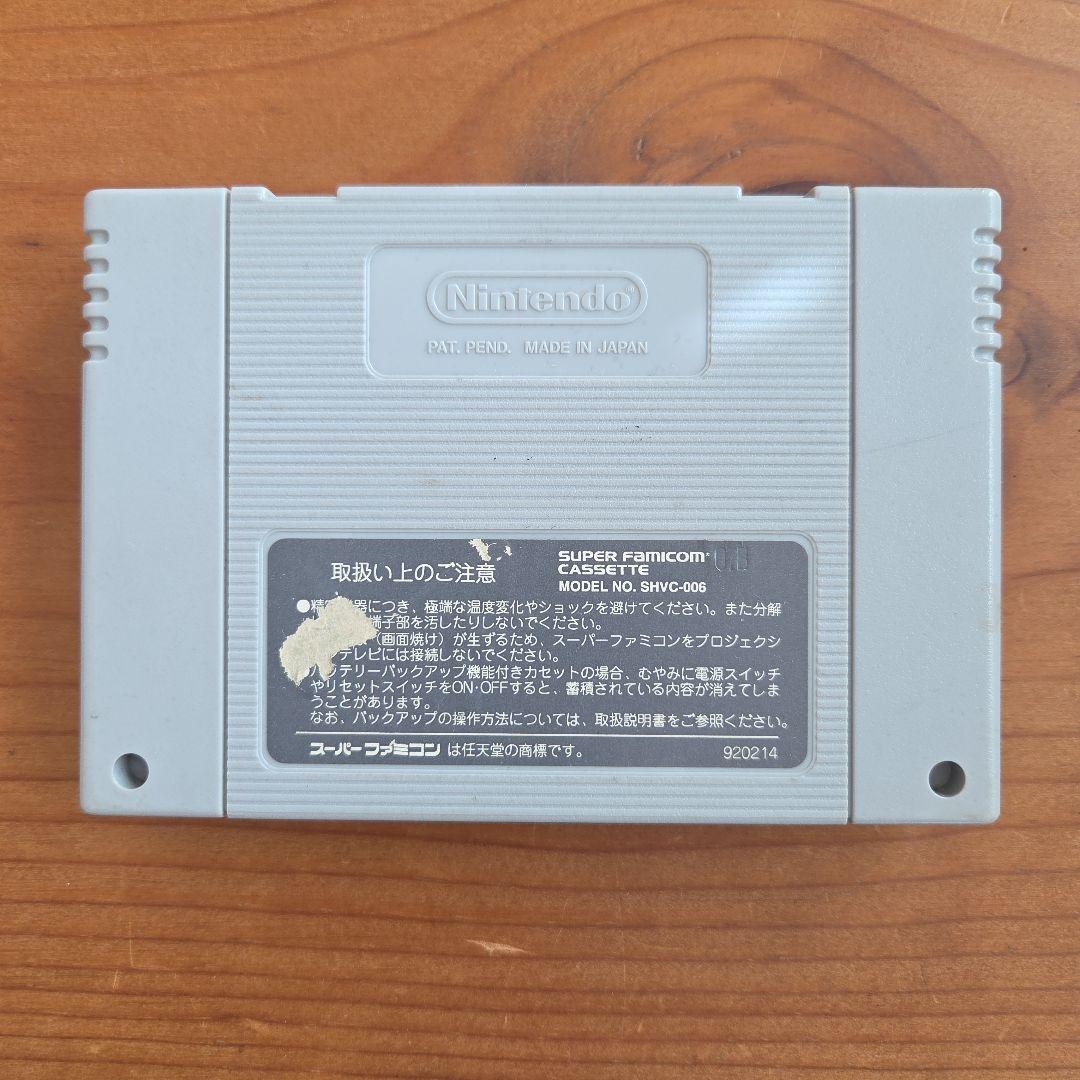 Nintendo
PAT. PEND. MADE IN JAPAN
取扱い上のご注意
SUPER Famicom
CASSETTE
MODEL NO. SHVC-006
●精 器につき、極端な温度変化やショックを避けてください。また分解
端子部を汚したりしないでください。
(画面焼け)が生ずるため、スーパーファミコンをプロジェクシ
テレビには接続しないでください。
ッテリーバックアップ機能付きカセットの場合、むやみに電源スイッチ
やリセットスイッチをON·OFFすると、蓄積されている内容が消えてしま
うことがあります。
なお、バックアップの操作方法については、取扱説明書をご参照ください。
スーパーファミコン は任天堂の商標です。
920214